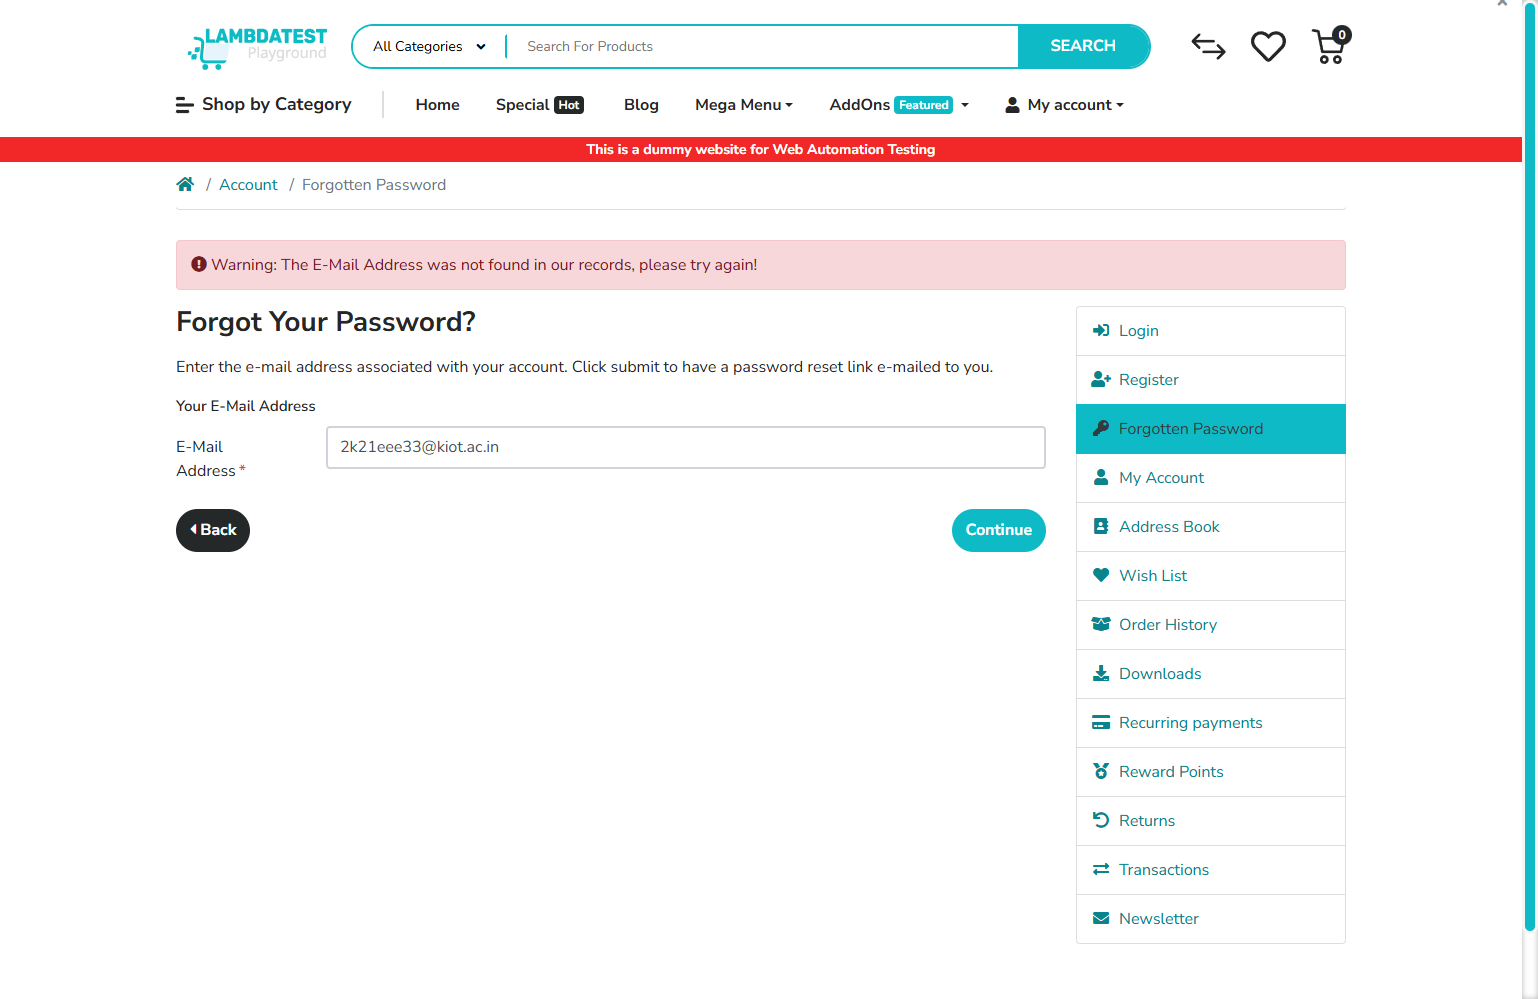 LAMBDATEST
Playground
All Categories
Search For Products
SEARCH
0
Shop by Category
Home
Special Hot
Blog
Mega Menu
AddOns Featured
My account
This is a dummy website for Web Automation Testing
/ Account / Forgotten Password
Warning: The E-Mail Address was not found in our records, please try again!
Forgot Your Password?
Enter the e-mail address associated with your account. Click submit to have a password reset link e-mailed to you.
Your E-Mail Address
E-Mail
Address *
2k21eee33@kiot.ac.in
Back
Continue
Login
Register
Forgotten Password
My Account
Address Book
Wish List
Order History
Downloads
Recurring payments
Reward Points
Returns
Transactions
Newsletter